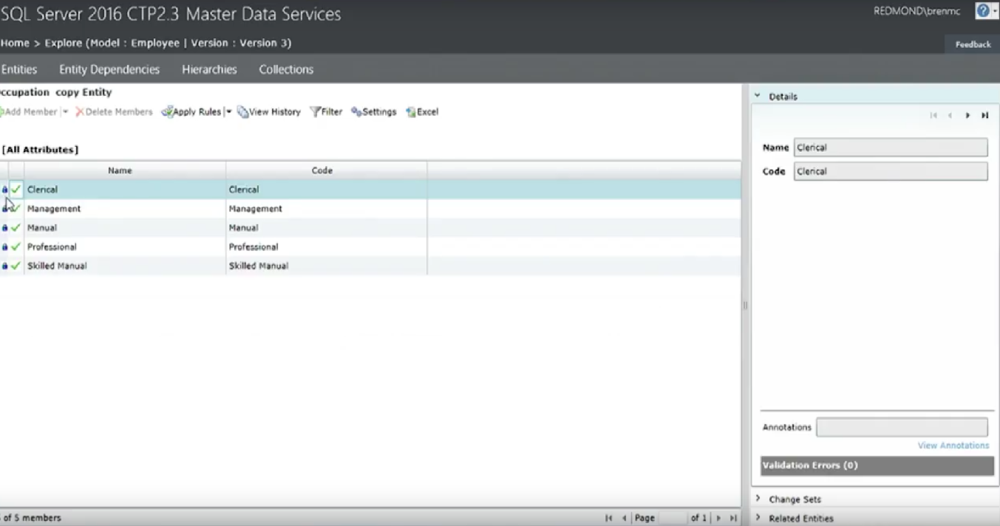 SQL Server 2016 CTP2.3 Master Data Services
REDMOND\brenmc
?
Home > Explore (Model : Employee | Version : Version 3)
Feedback
Entities Entity Dependencies Hierarchies Collections
ccupation copy Entity
Add Member Delete Members Apply Rules View History Filter Settings Excel
[All Attributes]
Name Code
Clerical Clerical
Management Management
Manual Manual
Professional Professional
Skilled Manual Skilled Manual
of 5 members
Page of 1
Details
Name Clerical
Code Clerical
Annotations
View Annotations
Validation Errors (0)
Change Sets
Related Entities